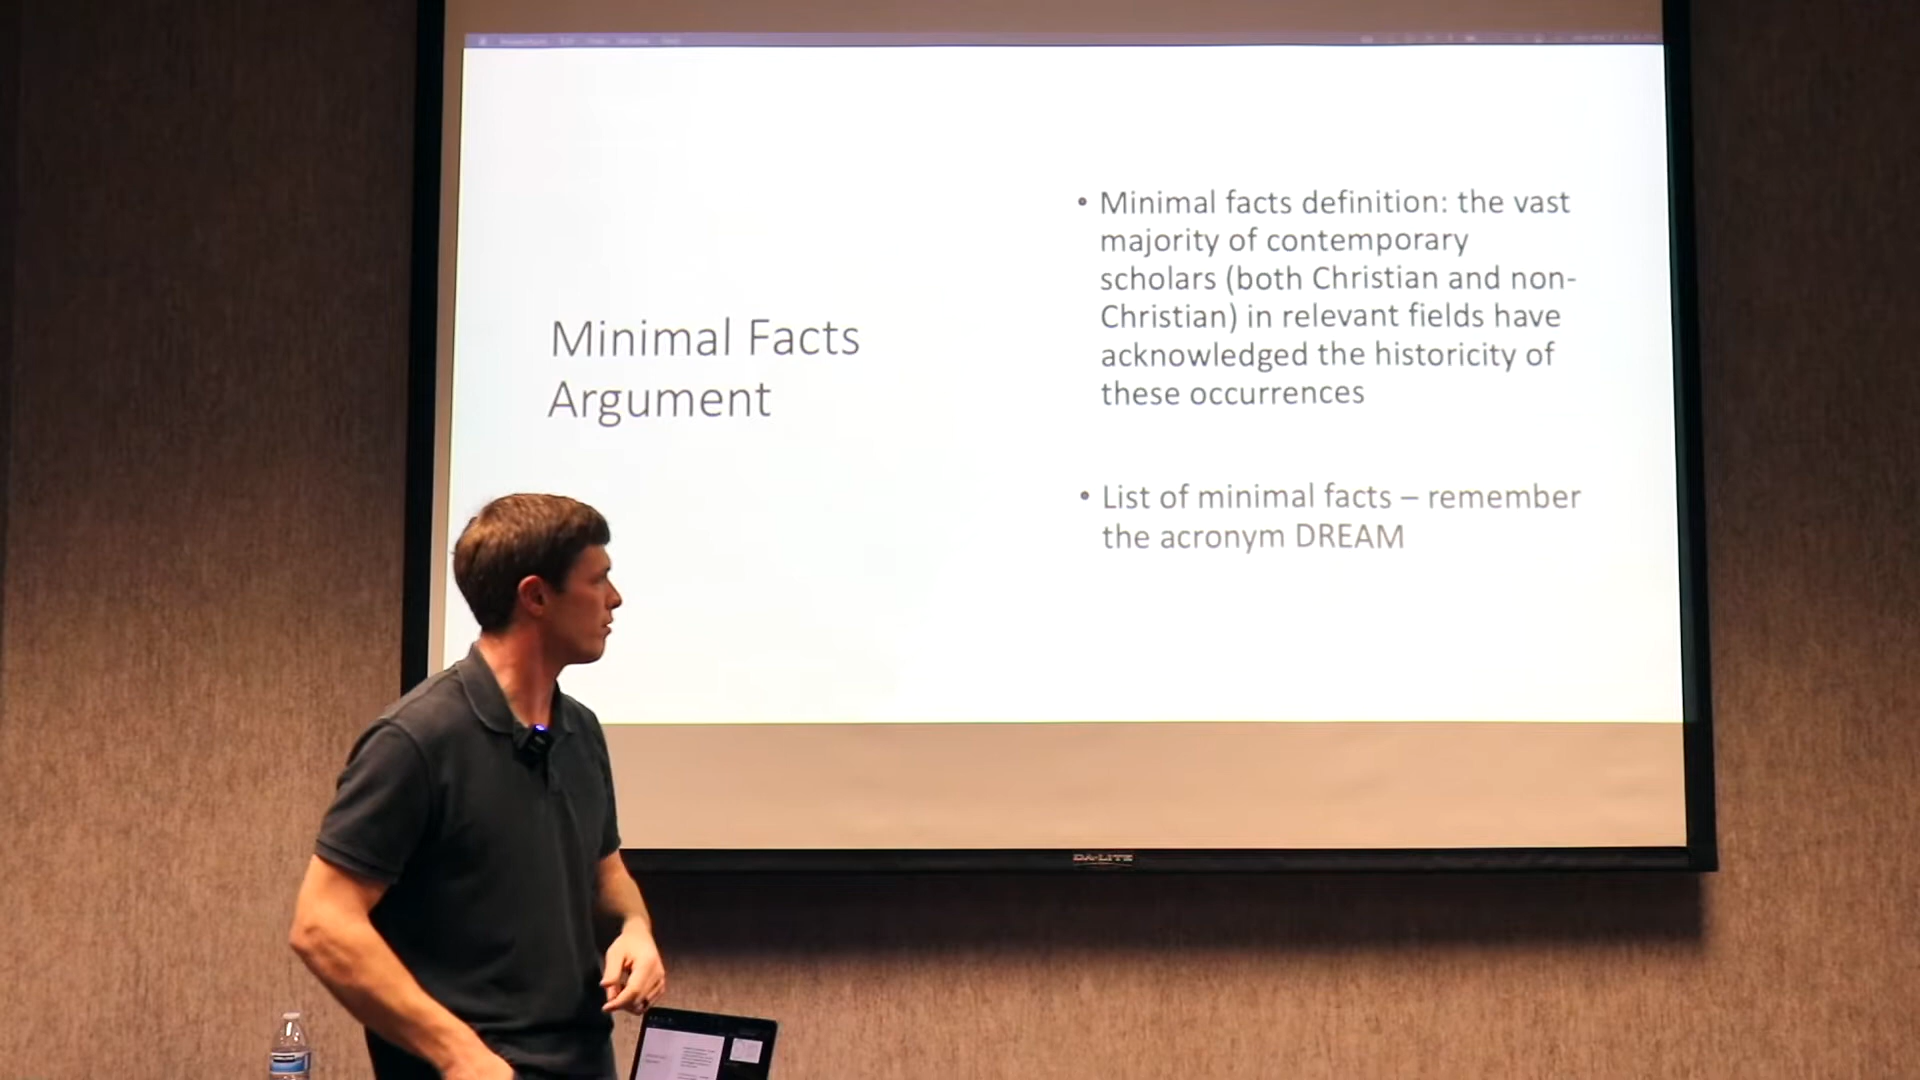 Minimal Facts
Argument
• Minimal facts definition: the vast
majority of contemporary
scholars (both Christian and non-
Christian) in relevant fields have
acknowledged the historicity of
these occurrences
• List of minimal facts – remember
the acronym DREAM
DA-LITE